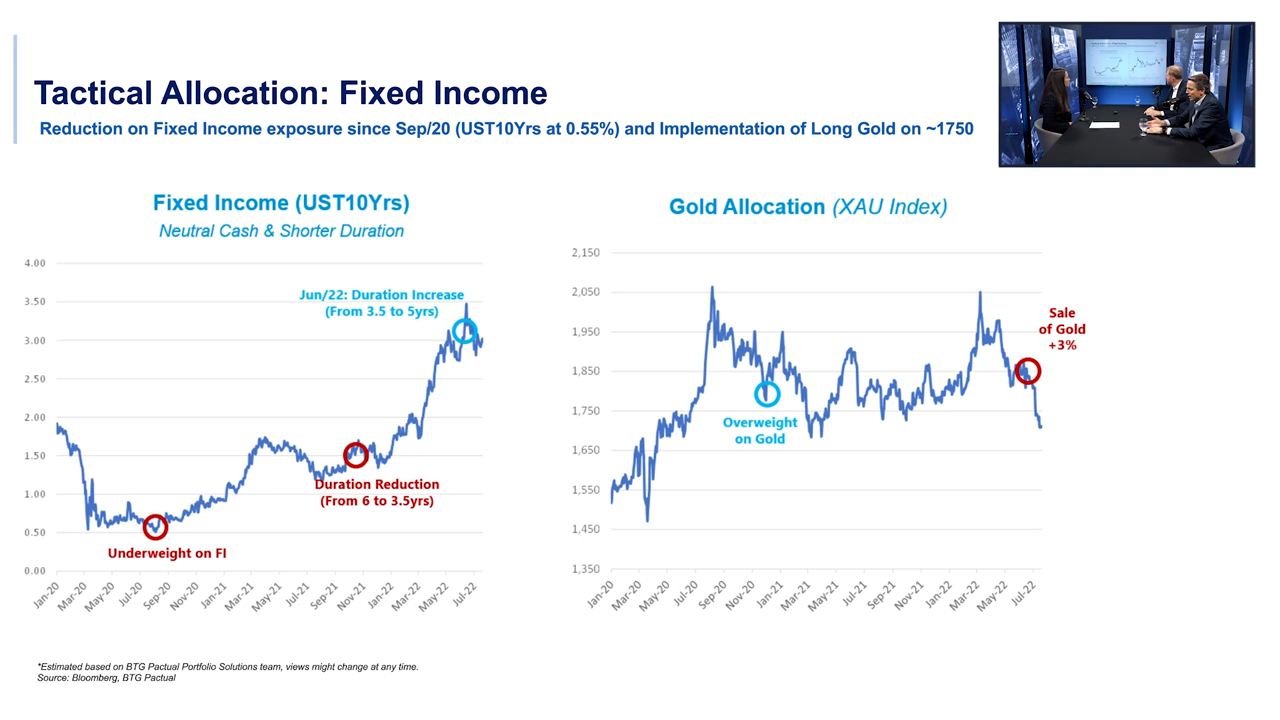 Tactical Allocation: Fixed Income
Reduction on Fixed Income exposure since Sep/20 (UST10Yrs at 0.55%) and Implementation of Long Gold on ~1750
Fixed Income (UST10Yrs)
Neutral Cash & Shorter Duration
4.00
3.50
3.00
2.50
2.00
1.50
1.00
0.50
0.00
Jun/22: Duration Increase
(From 3.5 to 5yrs)
Duration Reduction
(From 6 to 3.5yrs)
Underweight on FI
Jan-20
Mar-20
May-20
Jul-20
Sep-20
Nov-20
Jan-21
Mar-21
May-21
Jul-21
Sep-21
Nov-21
Jan-22
Mar-22
May-22
Jul-22
Gold Allocation (XAU Index)
2,150
2,050
1,950
1,850
1,750
1,650
1,550
1,450
1,350
Sale
of Gold
+3%
Overweight
on Gold
Jan-20
Mar-20
May-20
Jul-20
Sep-20
Nov-20
Jan-21
Mar-21
May-21
Jul-21
Sep-21
Nov-21
Jan-22
Mar-22
May-22
Jul-22
*Estimated based on BTG Pactual Portfolio Solutions team, views might change at any time.
Source: Bloomberg, BTG Pactual